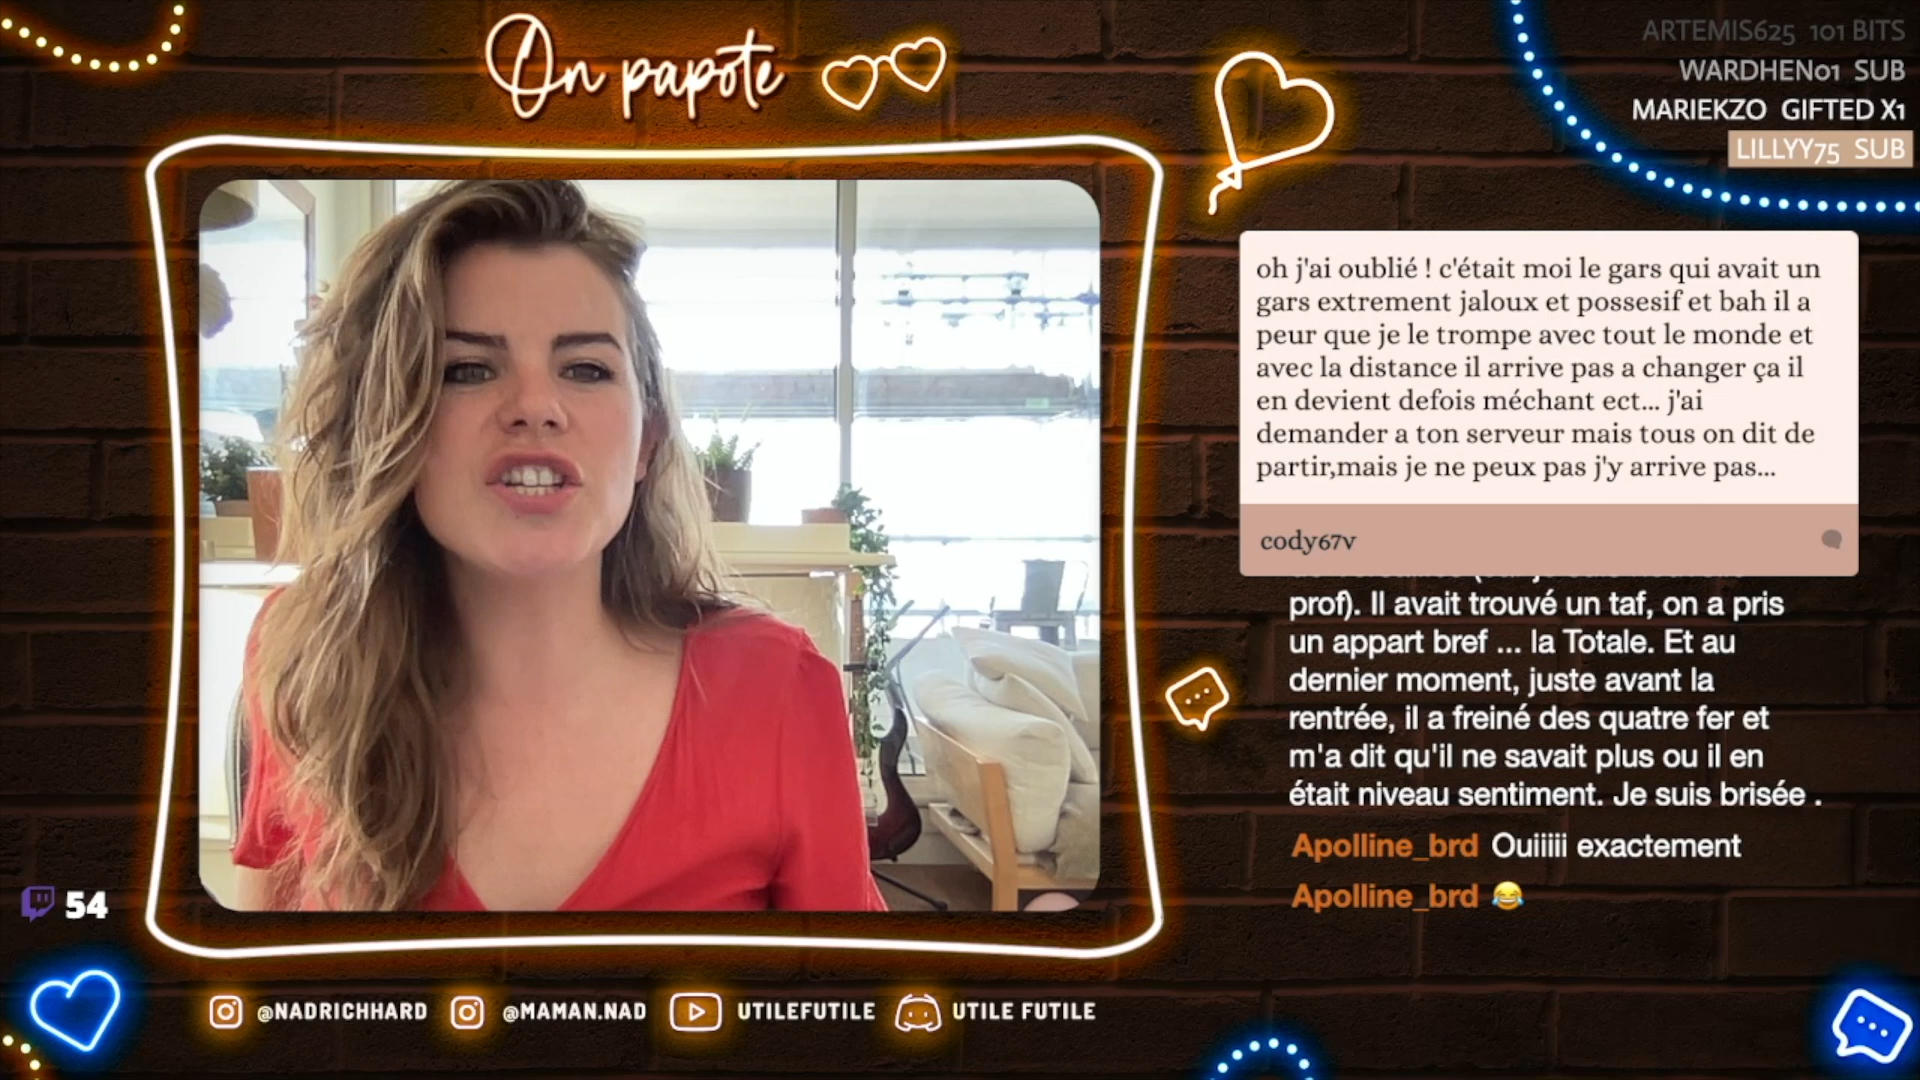 On papote
ARTEMIS625 101 BITS
WARDHEN01 SUB
MARIEKZO GIFTED X1
LILLYY75 SUB
oh j'ai oublié ! c'était moi le gars qui avait un
gars extrement jaloux et possesif et bah il a
peur que je le trompe avec tout le monde et
avec la distance il arrive pas a changer ça il
en devient defois méchant ect... j'ai
demander a ton serveur mais tous on dit de
partir,mais je ne peux pas j'y arrive pas...
cody67v
prof). Il avait trouvé un taf, on a pris
un appart bref ... la Totale. Et au
dernier moment, juste avant la
rentrée, il a freiné des quatre fer et
m'a dit qu'il ne savait plus ou il en
était niveau sentiment. Je suis brisée .
Apolline_brd Ouiiiii exactement
Apolline_brd 😂
54
@NADRICHHARD @MAMAN.NAD UTILEFUTILE UTILE FUTILE